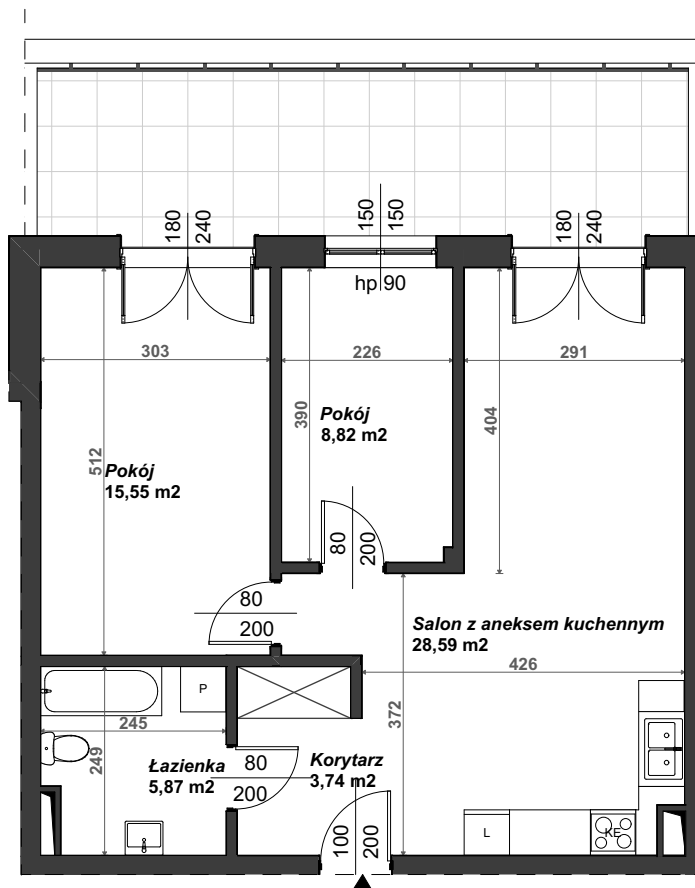 180
240
150
150
180
240
hp 90
303
226
291
390
404
512
Pokój
8,82 m2
Pokój
15,55 m2
80
200
80
200
Salon z aneksem kuchennym
28,59 m2
426
372
P
245
249
Łazienka
5,87 m2
80
200
Korytarz
3,74 m2
100
200
L
KE